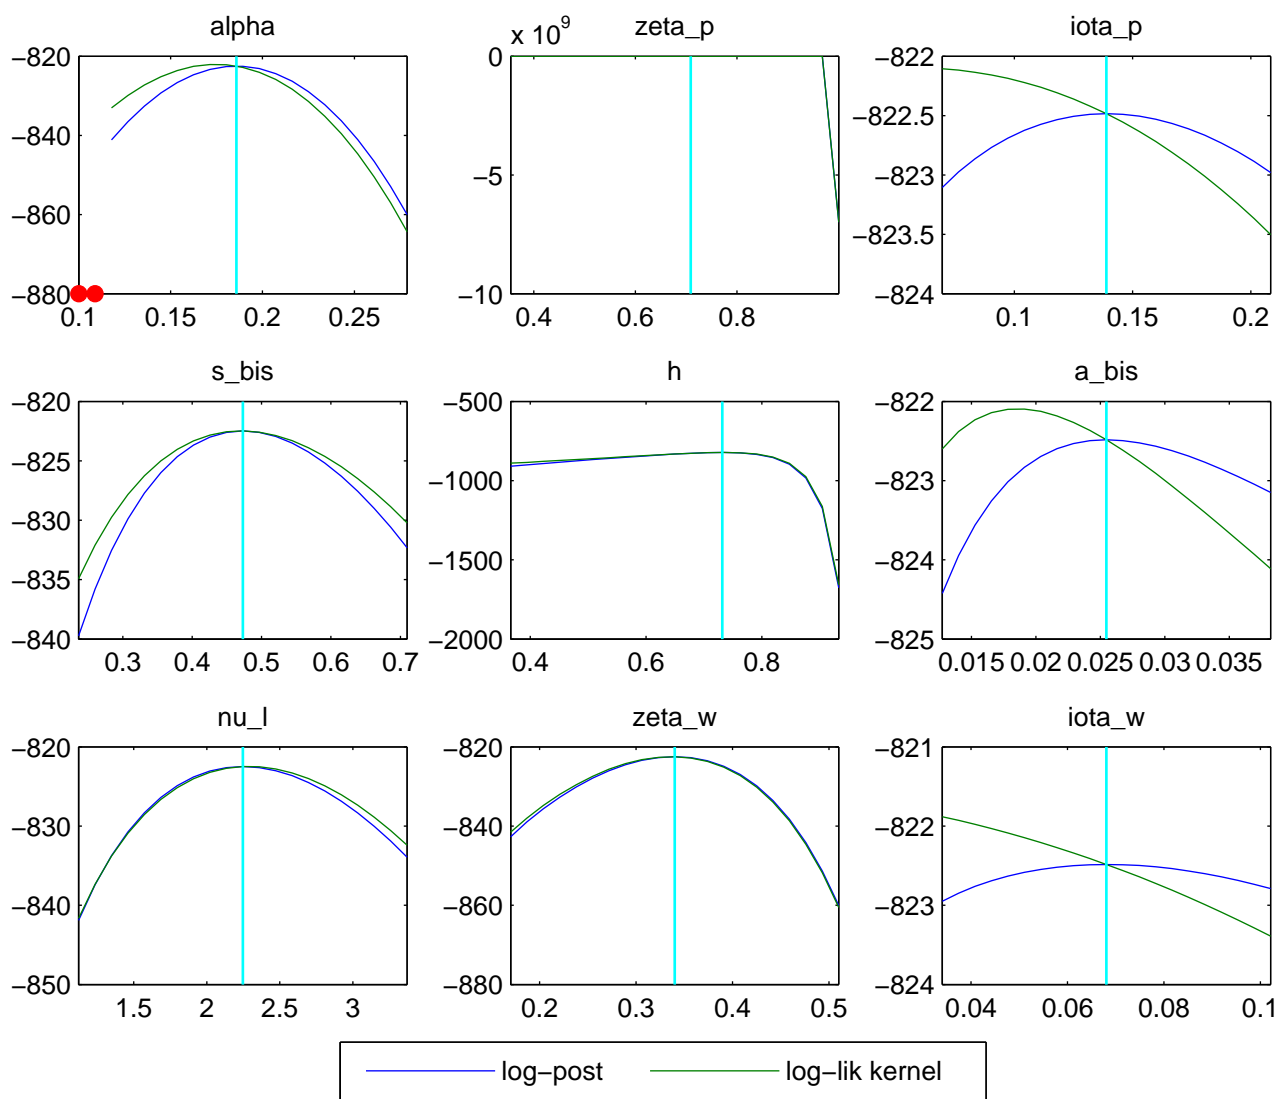 alpha
−820
−840
−860
−880
0.1 0.15 0.2 0.25
zeta_p
x 10^9
0
−5
−10
0.4 0.6 0.8
iota_p
−822
−822.5
−823
−823.5
−824
0.1 0.15 0.2
s_bis
−820
−825
−830
−835
−840
0.3 0.4 0.5 0.6 0.7
h
−500
−1000
−1500
−2000
0.4 0.6 0.8
a_bis
−822
−823
−824
−825
0.015 0.02 0.025 0.03 0.035
nu_l
−820
−830
−840
−850
1.5 2 2.5 3
zeta_w
−820
−840
−860
−880
0.2 0.3 0.4 0.5
iota_w
−821
−822
−823
−824
0.04 0.06 0.08 0.1
log−post log−lik kernel